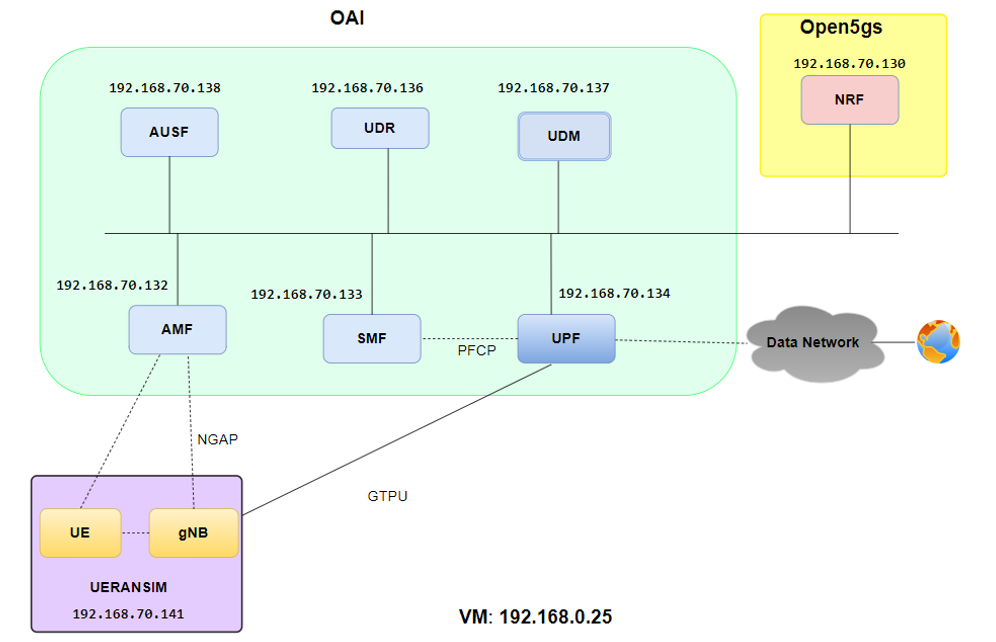 OAI
Open5gs
192.168.70.138
192.168.70.136
192.168.70.137
192.168.70.130
AUSF
UDR
UDM
NRF
192.168.70.132
192.168.70.133
192.168.70.134
AMF
SMF
PFCP
UPF
Data Network
NGAP
GTPU
UE
gNB
UERANSIM
192.168.70.141
VM: 192.168.0.25